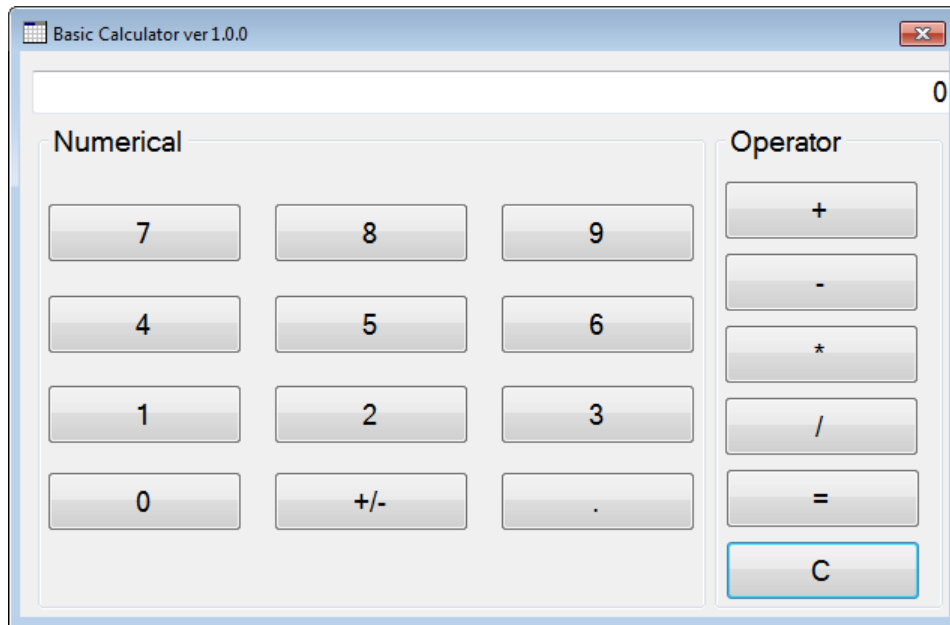 Basic Calculator ver 1.0.0
0
Numerical
Operator
7 8 9
4 5 6
1 2 3
0 +/- .
+
-
*
/
=
C